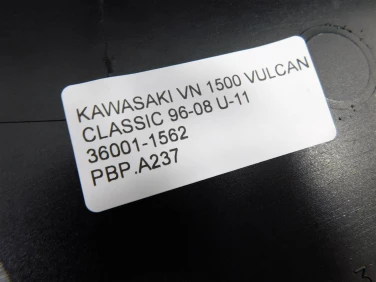 KAWASAKI VN 1500 VULCAN
CLASSIC 96-08 U-11
36001-1562
PBP.A237